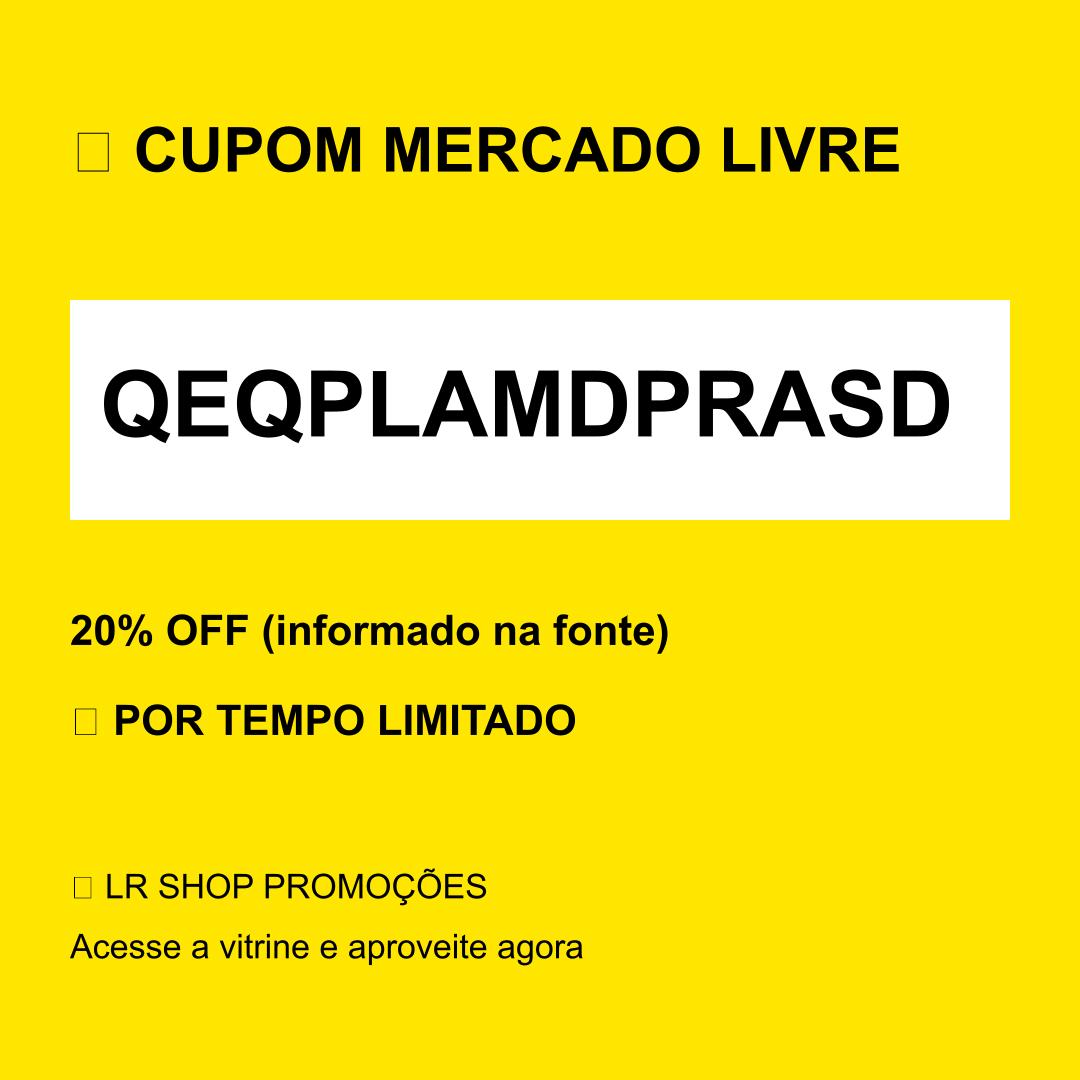 CUPOM MERCADO LIVRE
QEQPLAMDPRASD
20% OFF (informado na fonte)
POR TEMPO LIMITADO
LR SHOP PROMOÇÕES
Acesse a vitrine e aproveite agora